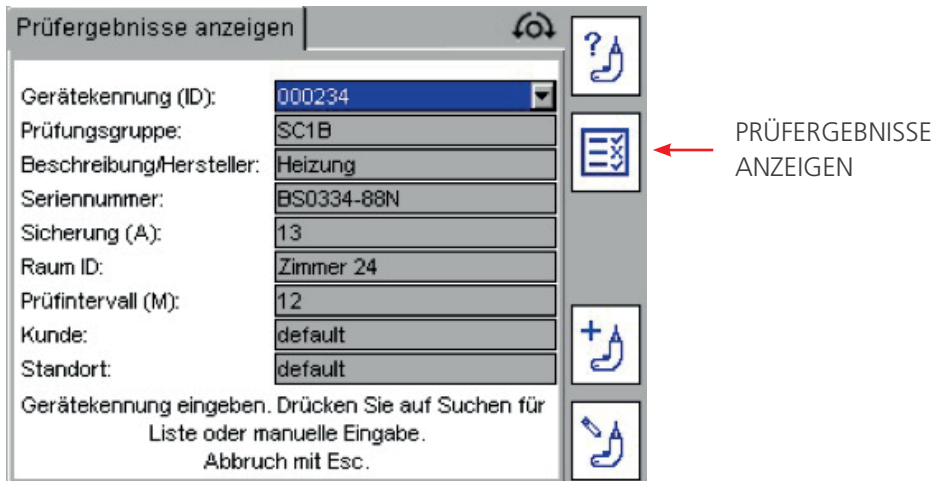 Prüfergebnisse anzeigen
?
Gerätekennung (ID): 000234
Prüfungsgruppe: SC1B
Beschreibung/Hersteller: Heizung
Seriennummer: BS0334-88N
Sicherung (A): 13
Raum ID: Zimmer 24
Prüfintervall (M): 12
Kunde: default
Standort: default
Gerätekennung eingeben. Drücken Sie auf Suchen für
Liste oder manuelle Eingabe.
Abbruch mit Esc.
PRÜFERGEBNISSE
ANZEIGEN